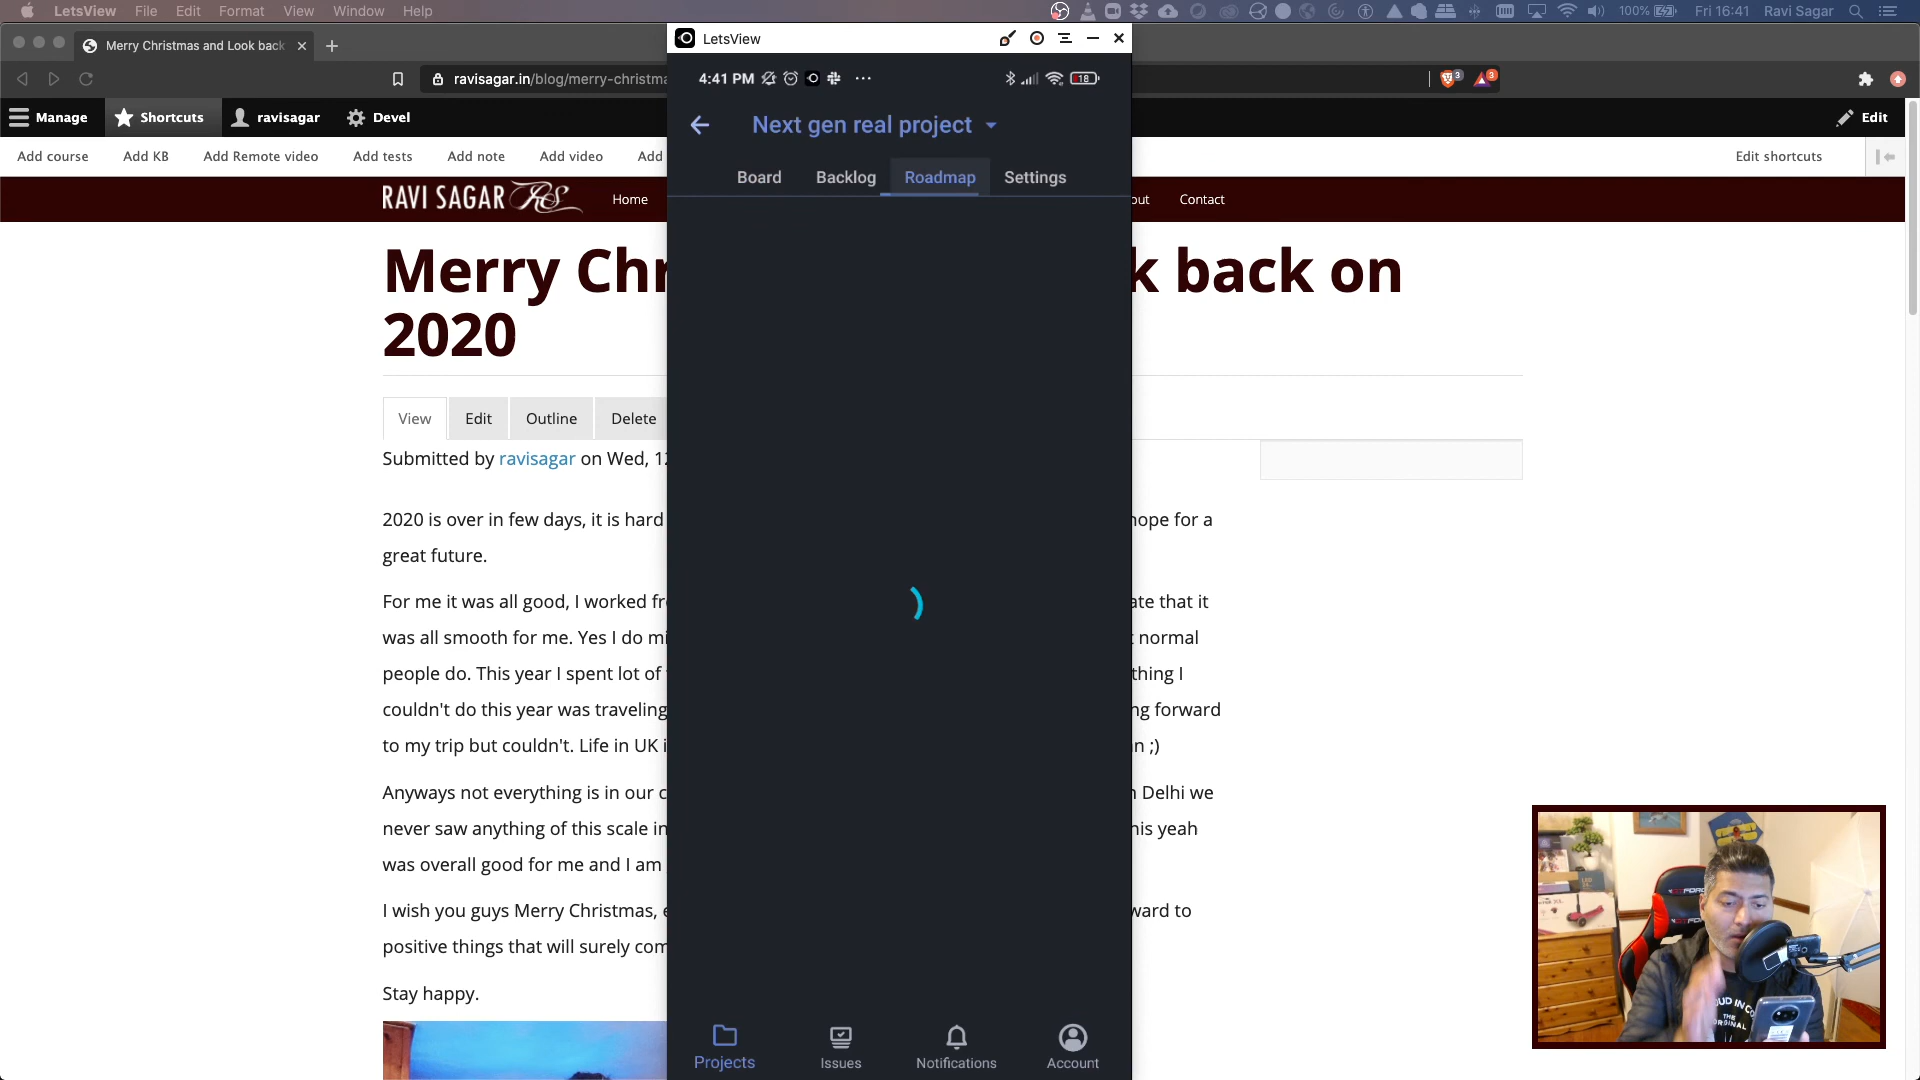 LetsView File Edit Format View Window Help 100% Fri 16:41 Ravi Sagar
Merry Christmas and Look back
ravisagar.in/blog/merry-christma
3 3
Manage Shortcuts ravisagar Devel Edit
Add course Add KB Add Remote video Add tests Add note Add video Add Edit shortcuts
RAVI SAGAR RS Home out Contact
Merry Chr k back on
2020
View Edit Outline Delete
Submitted by ravisagar on Wed, 12
2020 is over in few days, it is hard hope for a
great future.
For me it was all good, I worked fr ate that it
was all smooth for me. Yes I do mi normal
people do. This year I spent lot of thing I
couldn't do this year was traveling ng forward
to my trip but couldn't. Life in UK i n ;)
Anyways not everything is in our c n Delhi we
never saw anything of this scale in his yeah
was overall good for me and I am
I wish you guys Merry Christmas, e ward to
positive things that will surely com
Stay happy.
LetsView
4:41 PM 18
Next gen real project
Board Backlog Roadmap Settings
Projects Issues Notifications Account
THE
ORIGINAL